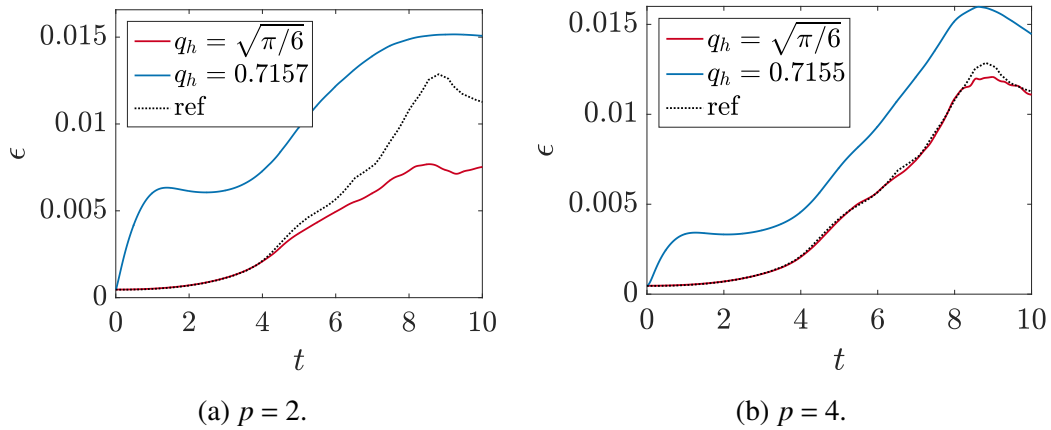 0.015
0.01
0.005
0
ϵ
q_h = √π/6
q_h = 0.7157
ref
0 2 4 6 8 10
t
(a) p = 2.
0.015
0.01
0.005
0
ϵ
q_h = √π/6
q_h = 0.7155
ref
0 2 4 6 8 10
t
(b) p = 4.